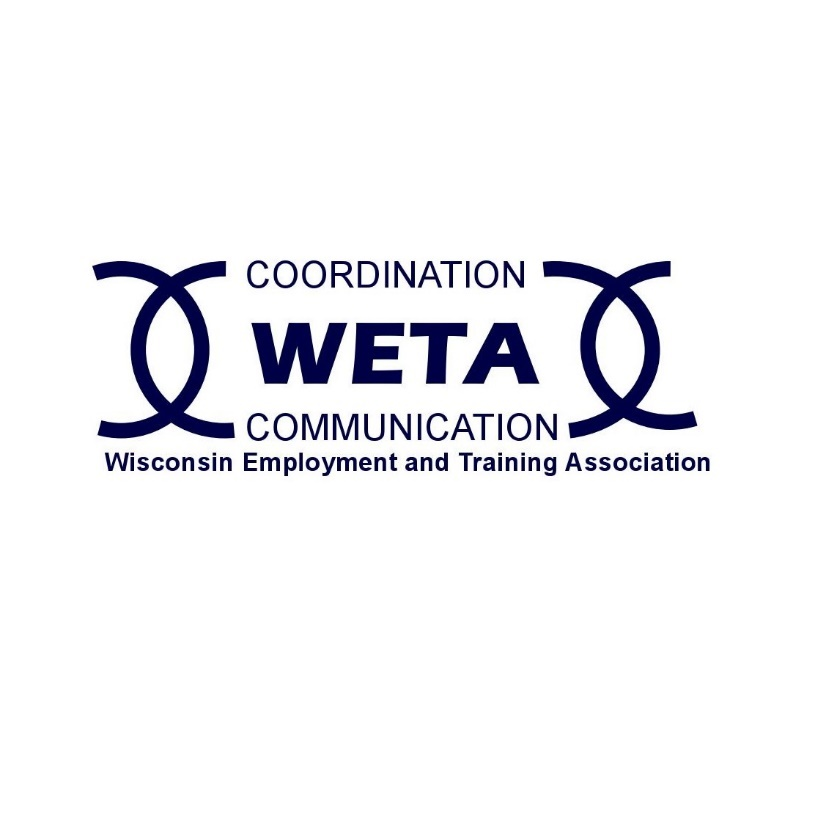 COORDINATION
WETA
COMMUNICATION
Wisconsin Employment and Training Association